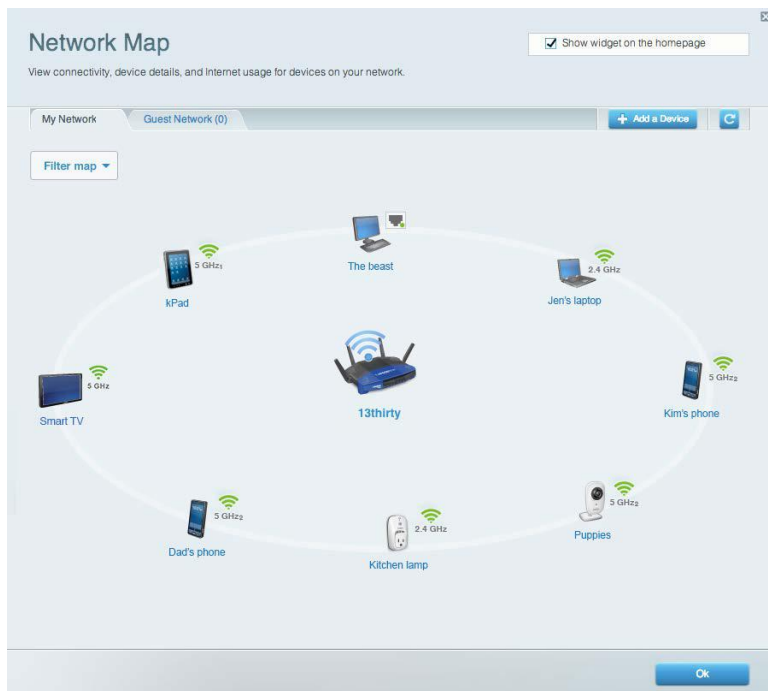 Network Map
Show widget on the homepage
View connectivity, device details, and Internet usage for devices on your network.
My Network
Guest Network (0)
Add a Device
Filter map
The beast
5 GHz1
kPad
2.4 GHz
Jen's laptop
5 GHz
Smart TV
13thirty
5 GHz2
Kim's phone
5 GHz2
Dad's phone
2.4 GHz
Kitchen lamp
5 GHz2
Puppies
Ok